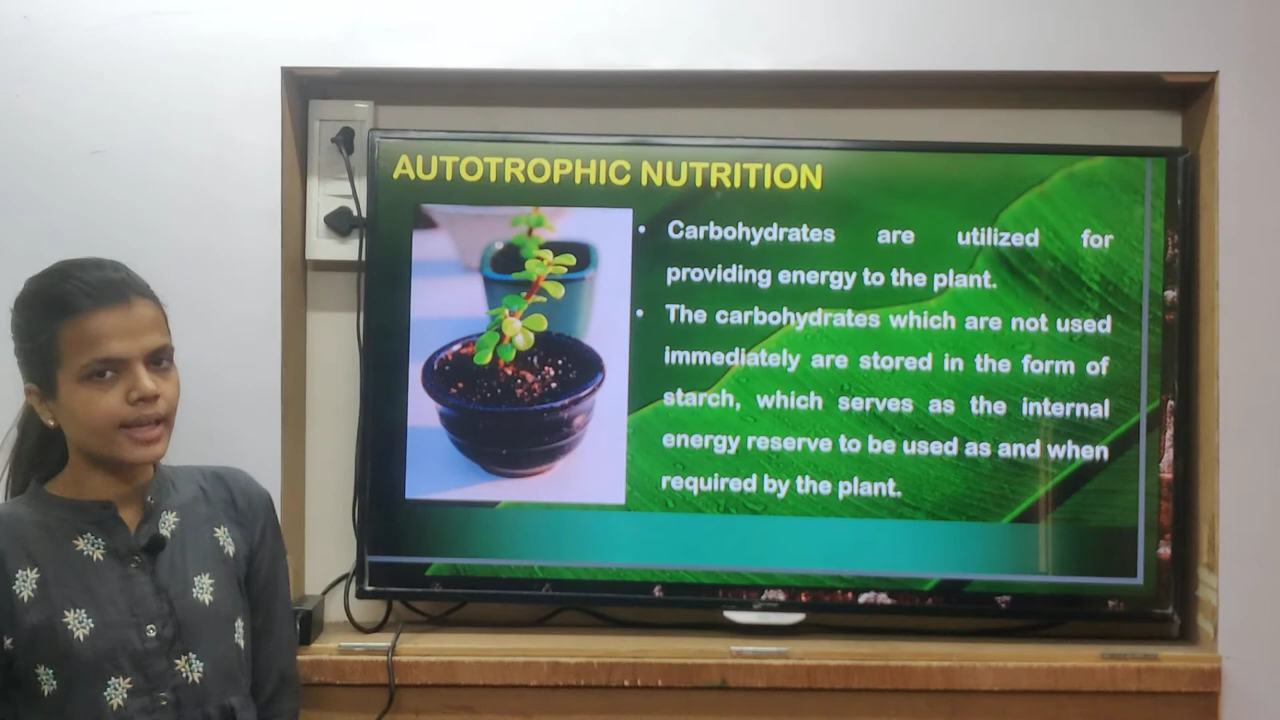 AUTOTROPHIC NUTRITION
• Carbohydrates are utilized for
providing energy to the plant.
• The carbohydrates which are not used
immediately are stored in the form of
starch, which serves as the internal
energy reserve to be used as and when
required by the plant.